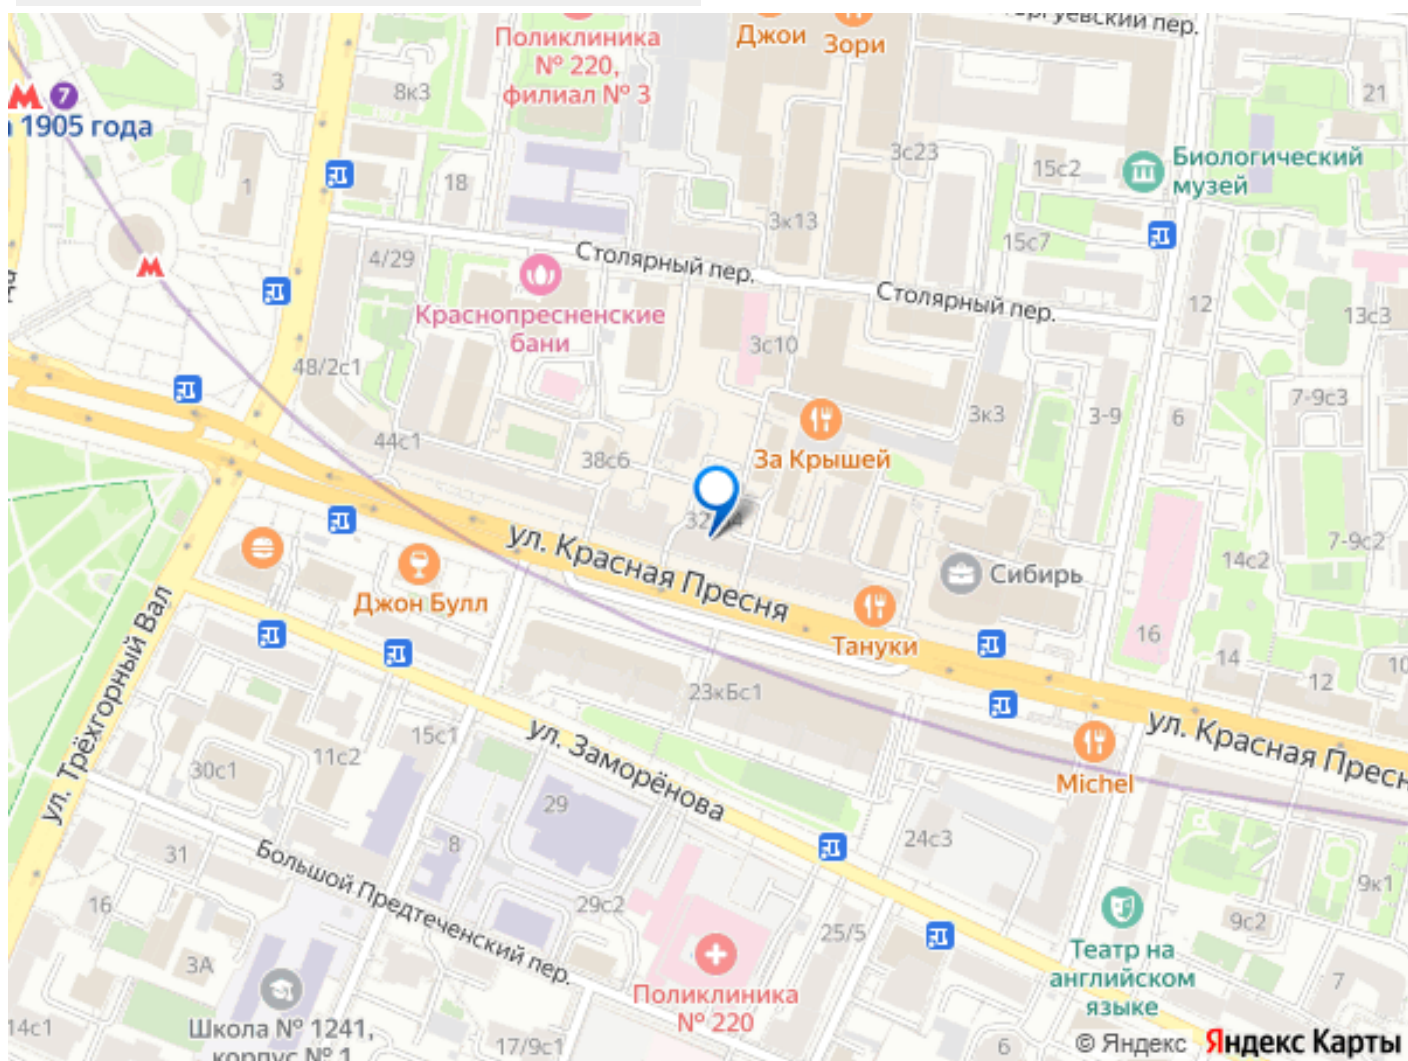 Поликлиника
№ 220,
филиал № 3
Джои
Зори
пер.
3
8к3
21
7
1905 года
3с23
15с2
Биологический
музей
1
18
3к13
15с7
4/29
Столярный пер.
Столярный пер.
12
13с3
Краснопресненские
бани
3с10
48/2с1
7-9с3
3к3
3-9
6
44с1
38с6
За Крышей
ул. Красная Пресня
7-9с2
14с2
Сибирь
Джон Булл
Тануки
16
14
12
10
ул. Трёхгорный Вал
23кБс1
ул. Красная Пресн
15с1
11с2
30с1
ул. Заморёнова
Michel
29
8
24с3
31
Большой Предтеченский пер.
9к1
16
29с2
25/5
9с2
3А
Театр на
английском
языке
7
Поликлиника
№ 220
14с1
Школа № 1241,
корпус № 1
17/9с1
6
© Яндекс Яндекс Карты